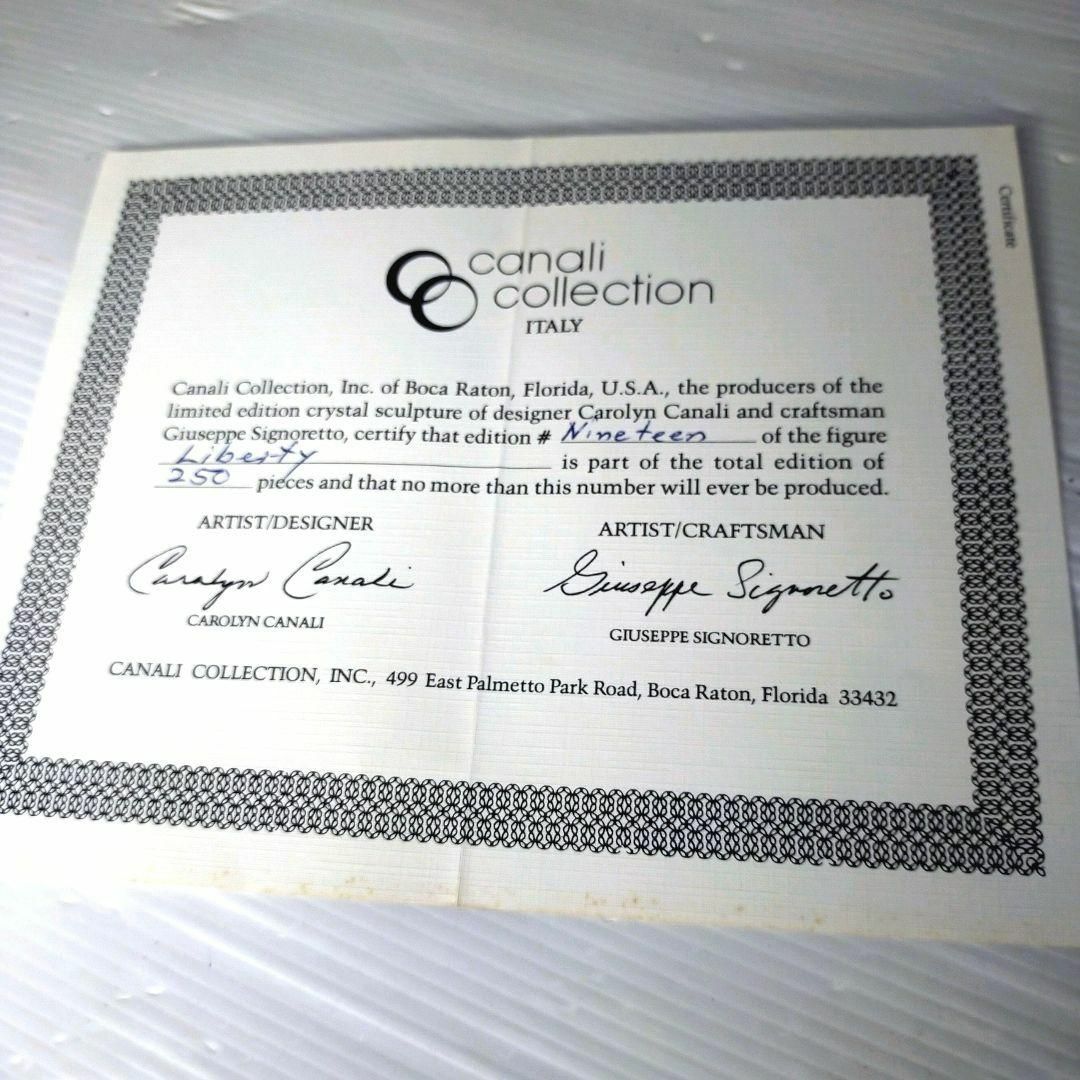 Certificate
canali
collection
ITALY
Canali Collection, Inc. of Boca Raton, Florida, U.S.A., the producers of the
limited edition crystal sculpture of designer Carolyn Canali and craftsman
Giuseppe Signoretto, certify that edition # Nineteen of the figure
Liberty is part of the total edition of
250 pieces and that no more than this number will ever be produced.
ARTIST/DESIGNER
ARTIST/CRAFTSMAN
Carolyn Canali
Giuseppe Signoretto
CAROLYN CANALI
GIUSEPPE SIGNORETTO
CANALI COLLECTION, INC., 499 East Palmetto Park Road, Boca Raton, Florida 33432